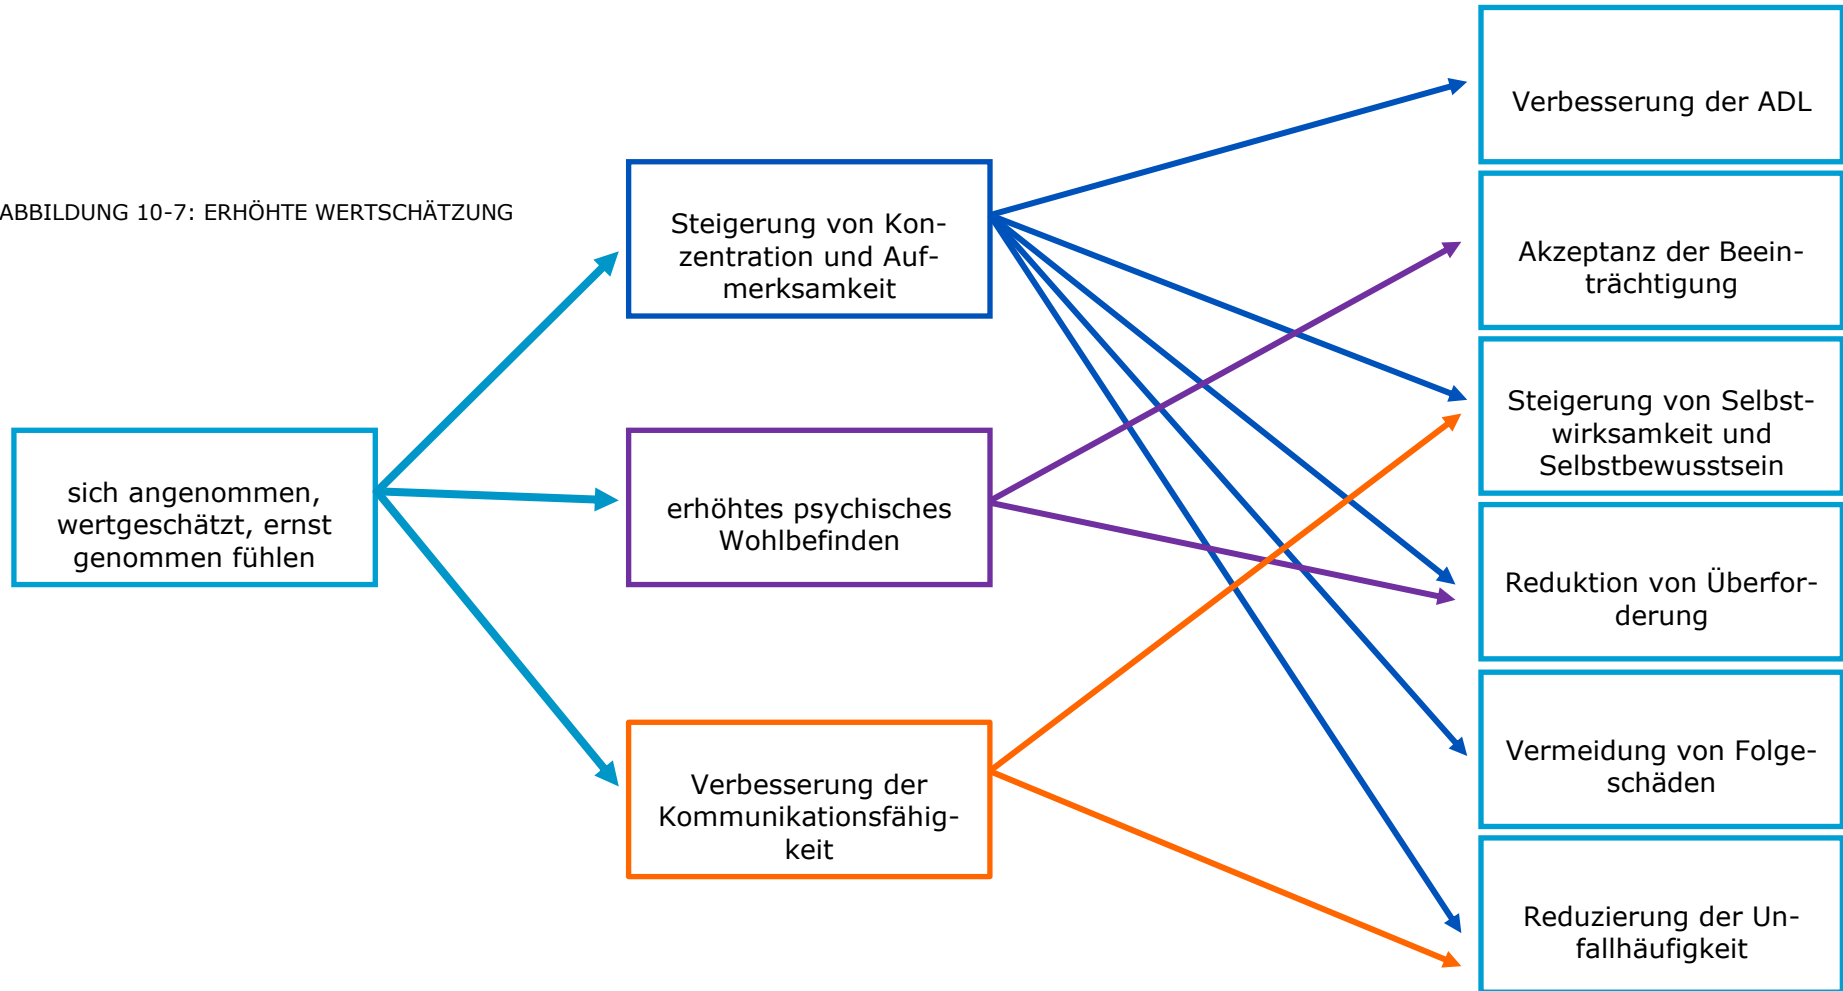 ABBILDUNG 10-7: ERHÖHTE WERTSCHÄTZUNG
sich angenommen,
wertgeschätzt, ernst
genommen fühlen
Steigerung von Kon-
zentration und Auf-
merksamkeit
erhöhtes psychisches
Wohlbefinden
Verbesserung der
Kommunikationsfähig-
keit
Verbesserung der ADL
Akzeptanz der Beein-
trächtigung
Steigerung von Selbst-
wirksamkeit und
Selbstbewusstsein
Reduktion von Überfor-
derung
Vermeidung von Folge-
schäden
Reduzierung der Un-
fallhäufigkeit